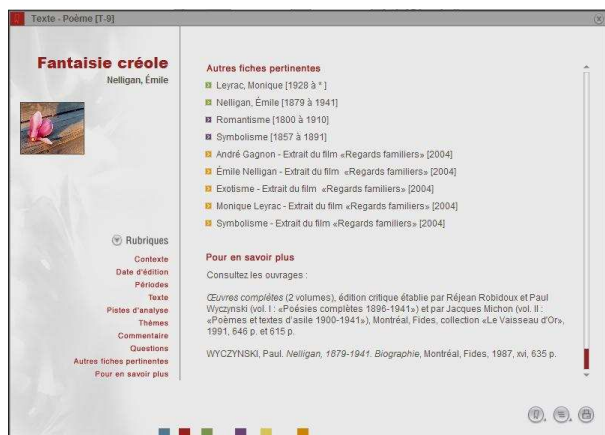 Texte - Poème [T-9]
Fantaisie créole
Nelligan, Émile
Autres fiches pertinentes
Leyrac, Monique [1928 à * ]
Nelligan, Émile [1879 à 1941]
Romantisme [1800 à 1910]
Symbolisme [1857 à 1891]
André Gagnon - Extrait du film «Regards familiers» [2004]
Émile Nelligan - Extrait du film «Regards familiers» [2004]
Exotisme - Extrait du film «Regards familiers» [2004]
Monique Leyrac - Extrait du film «Regards familiers» [2004]
Symbolisme - Extrait du film «Regards familiers» [2004]
Pour en savoir plus
Consultez les ouvrages :
Œuvres complètes (2 volumes), édition critique établie par Réjean Robidoux et Paul
Wyczynski (vol. I : «Poésies complètes 1896-1941») et par Jacques Michon (vol. II :
«Poèmes et textes d'asile 1900-1941»), Montréal, Fides, collection «Le Vaisseau d'Or»,
1991, 646 p. et 615 p.
WYCZYNSKI, Paul. Nelligan, 1879-1941. Biographie, Montréal, Fides, 1987, xvi, 635 p.
Rubriques
Contexte
Date d'édition
Périodes
Texte
Pistes d'analyse
Thèmes
Commentaire
Questions
Autres fiches pertinentes
Pour en savoir plus